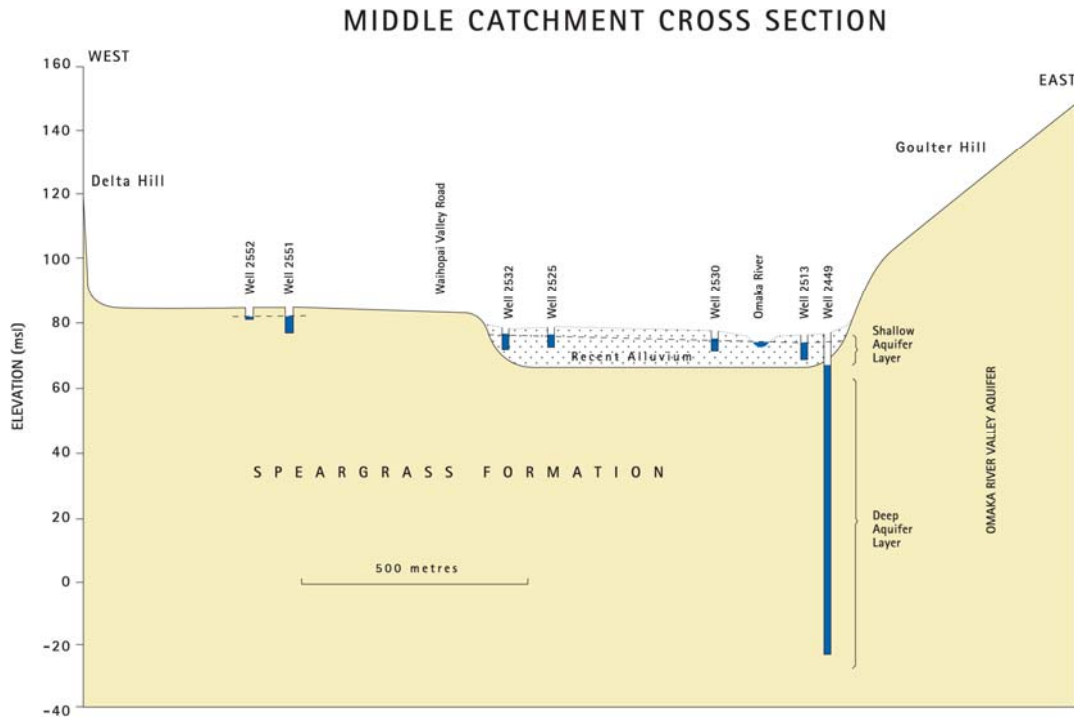 MIDDLE CATCHMENT CROSS SECTION
WEST
EAST
160
140
120
100
80
60
40
20
0
-20
-40
ELEVATION (msl)
Delta Hill
Goulter Hill
Well 2552
Well 2551
Waihopai Valley Road
Well 2532
Well 2525
Well 2530
Omaka River
Well 2513
Well 2449
Recent Alluvium
Shallow
Aquifer
Layer
SPEARGRASS FORMATION
Deep
Aquifer
Layer
OMAKA RIVER VALLEY AQUIFER
500 metres